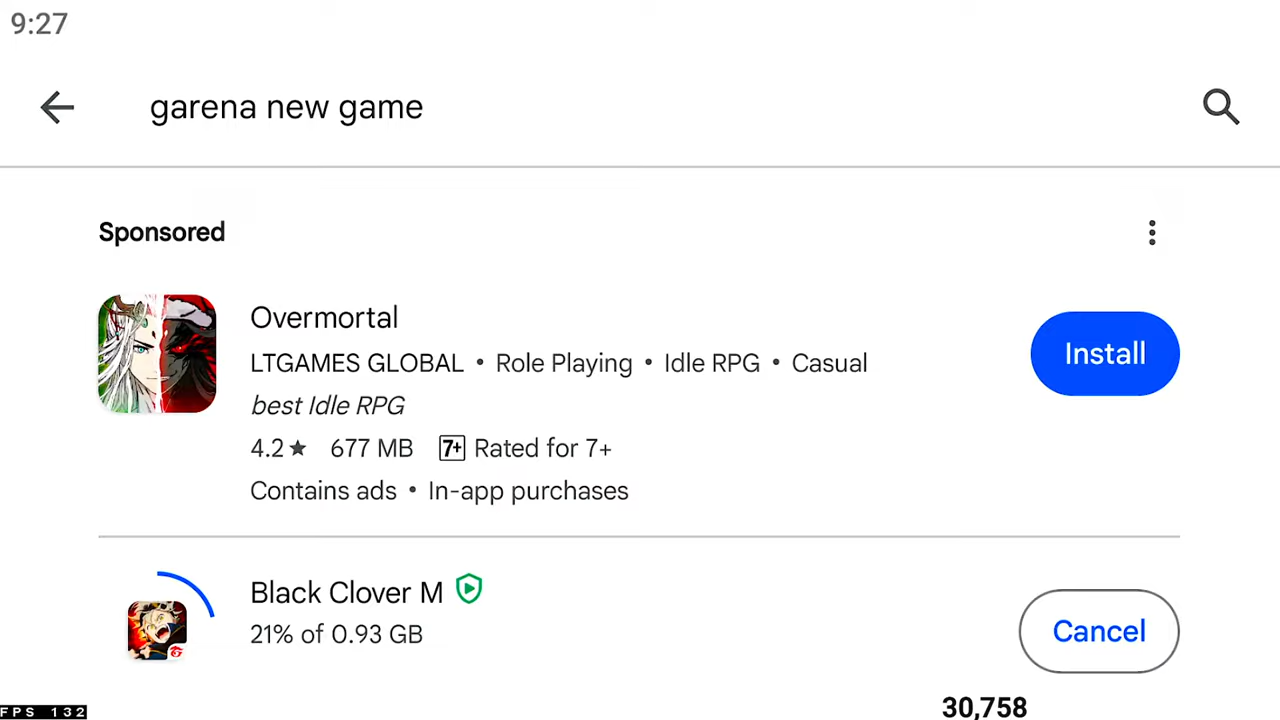 9:27
garena new game
Sponsored
Overmortal
LTGAMES GLOBAL • Role Playing • Idle RPG • Casual
best Idle RPG
4.2★ 677 MB 7+ Rated for 7+
Contains ads • In-app purchases
Install
Black Clover M
21% of 0.93 GB
Cancel
30,758
FPS 132